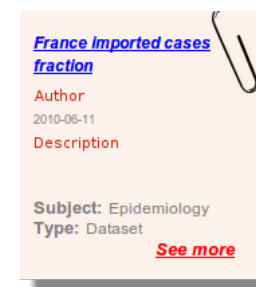 France imported cases
fraction
Author
2010-06-11
Description
Subject: Epidemiology
Type: Dataset
See more